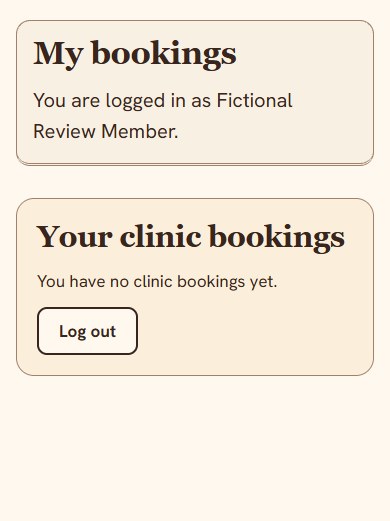 My bookings
You are logged in as Fictional
Review Member.
Your clinic bookings
You have no clinic bookings yet.
Log out